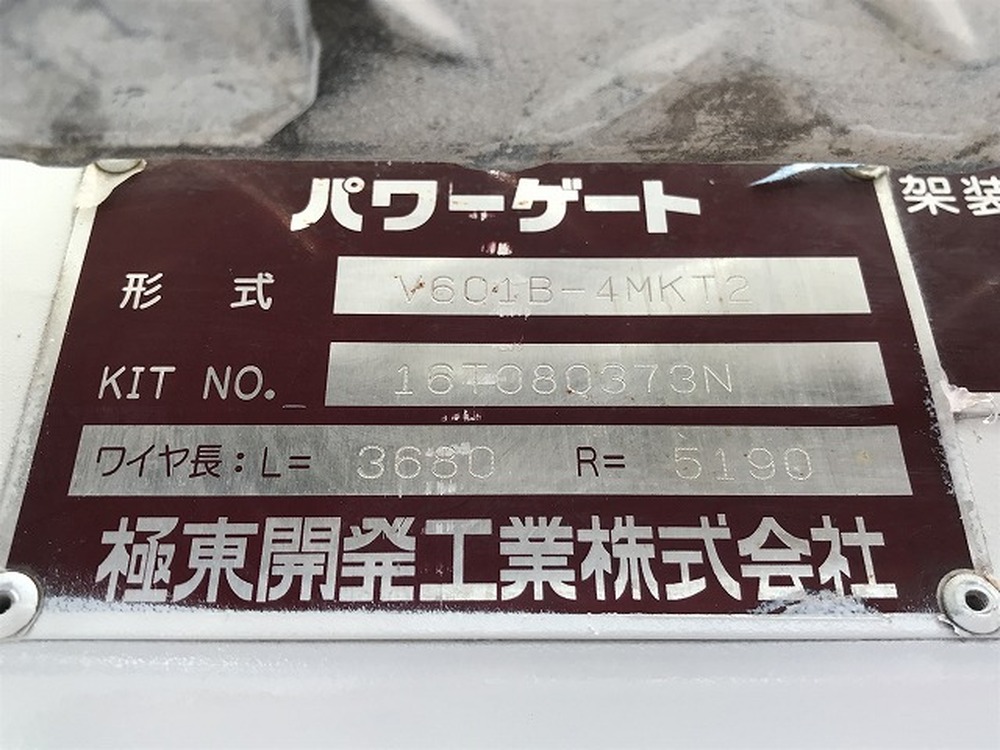 パワーゲート
形 式 V601B-4MKT2
KIT NO. 16T080373N
ワイヤ長:L= 3680 R= 5190
極東開発工業株式会社
架装